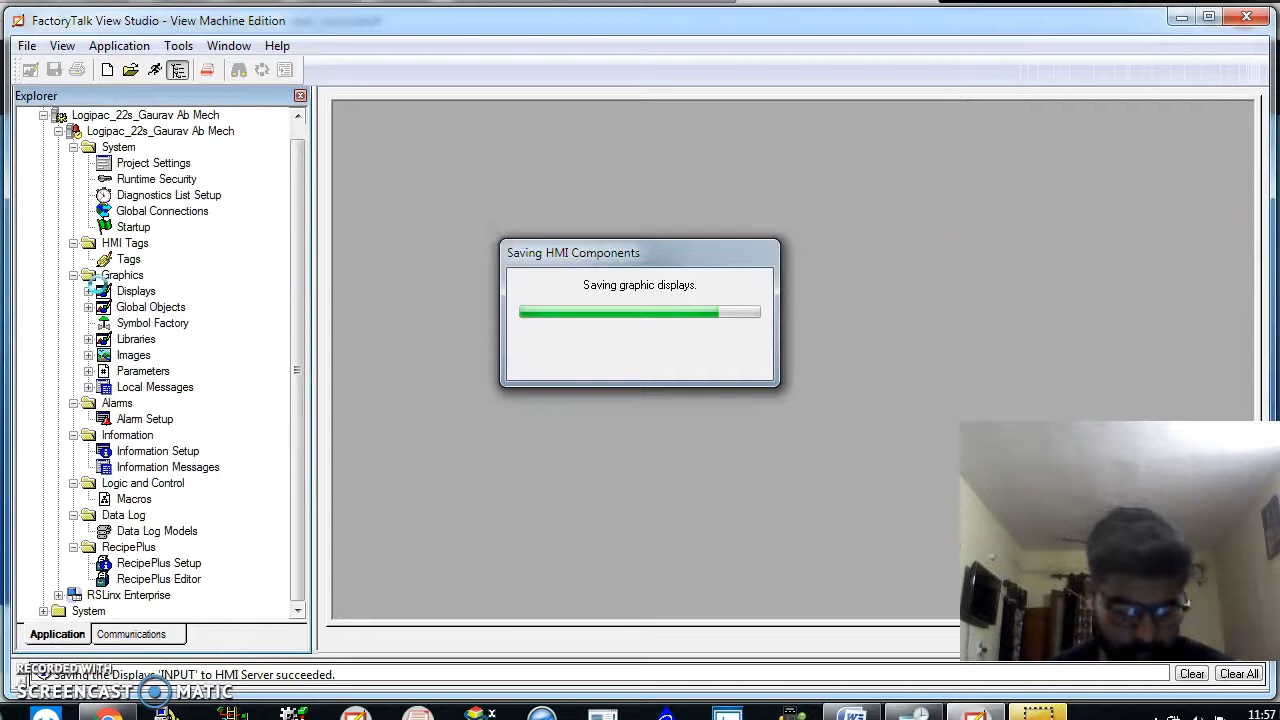 FactoryTalk View Studio - View Machine Edition
File View Application Tools Window Help
Explorer
Logipac_22s_Gaurav Ab Mech
Logipac_22s_Gaurav Ab Mech
System
Project Settings
Runtime Security
Diagnostics List Setup
Global Connections
Startup
HMI Tags
Tags
Graphics
Displays
Global Objects
Symbol Factory
Libraries
Images
Parameters
Local Messages
Alarms
Alarm Setup
Information
Information Setup
Information Messages
Logic and Control
Macros
Data Log
Data Log Models
RecipePlus
RecipePlus Setup
RecipePlus Editor
RSLinx Enterprise
System
Application Communications
Saving HMI Components
Saving graphic displays.
Saving the Displays 'INPUT' to HMI Server succeeded.
Clear Clear All
RECORDED WITH
SCREENCAST MATIC
11:57